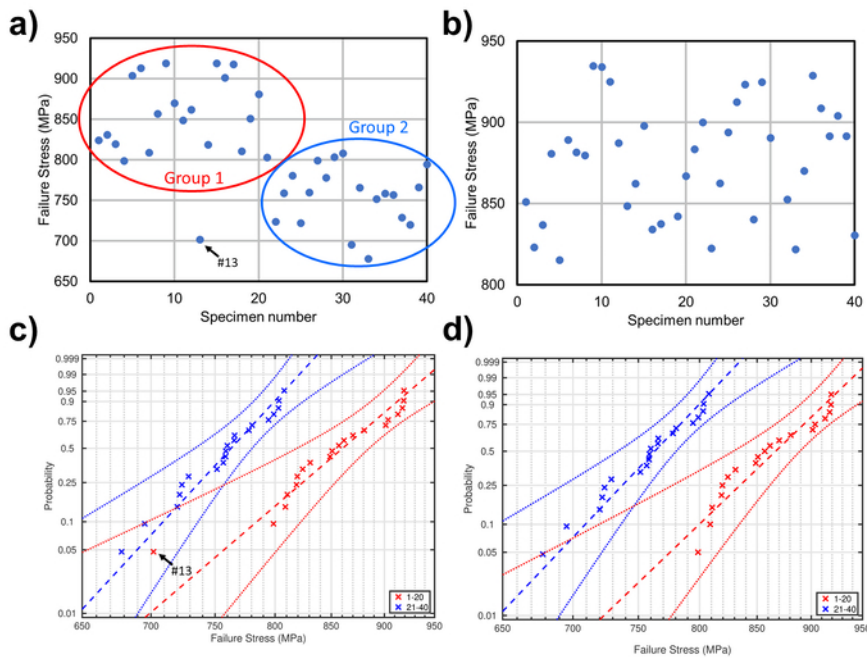 a)
950
900
850
800
750
700
650
Failure Stress (MPa)
Group 1
Group 2
#13
0 10 20 30 40
Specimen number
b)
950
900
850
800
Failure Stress (MPa)
0 10 20 30 40
Specimen number
c)
0.999
0.95
0.9
0.75
0.5
0.25
0.1
0.05
0.01
Probability
#13
1-20
21-40
650 700 750 800 850 900 950
Failure Stress (MPa)
d)
0.999
0.95
0.9
0.75
0.5
0.25
0.1
0.05
0.01
Probability
1-20
21-40
650 700 750 800 850 900 950
Failure Stress (MPa)